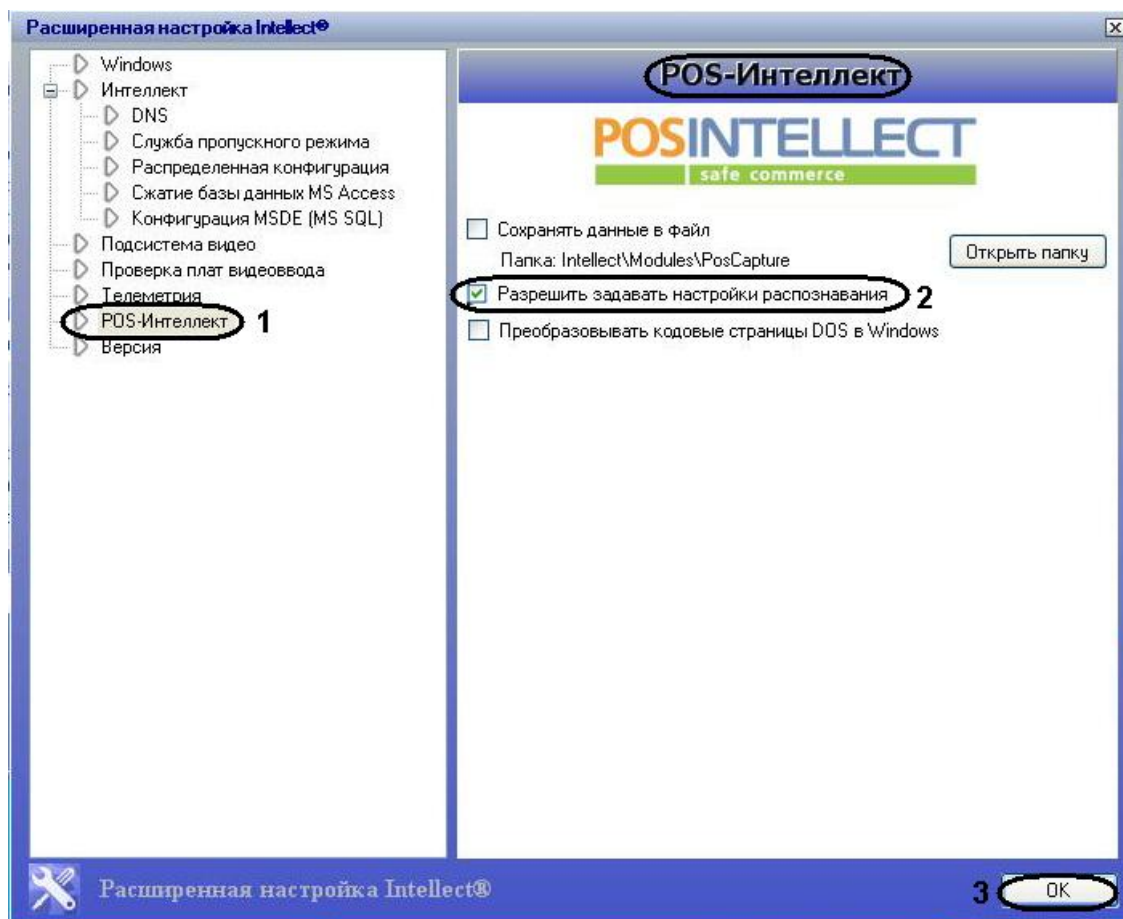 Расширенная настройка Intellect®
Windows
Интеллект
DNS
Служба пропускного режима
Распределенная конфигурация
Сжатие базы данных MS Access
Конфигурация MSDE (MS SQL)
Подсистема видео
Проверка плат видеоввода
Телеметрия
POS-Интеллект 1
Версия
POS-Интеллект
POSINTELLECT
safe commerce
Сохранять данные в файл
Папка: Intellect\Modules\PosCapture
Открыть папку
Разрешить задавать настройки распознавания 2
Преобразовывать кодовые страницы DOS в Windows
Расширенная настройка Intellect®
3 OK